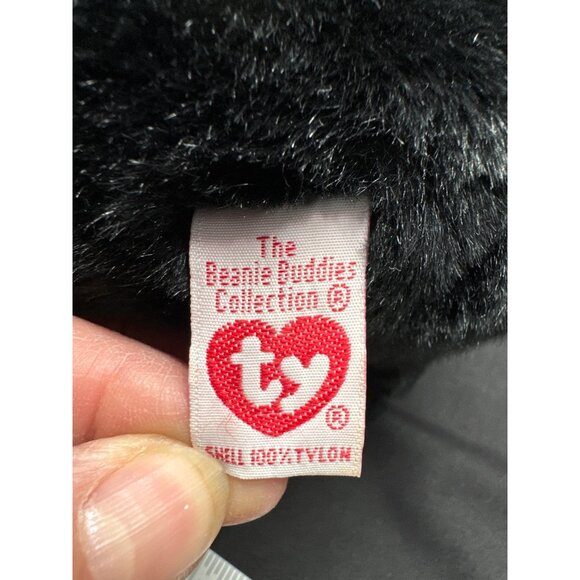 The
Beanie Buddies
Collection ®
ty
®
SHELL 100% TYLON